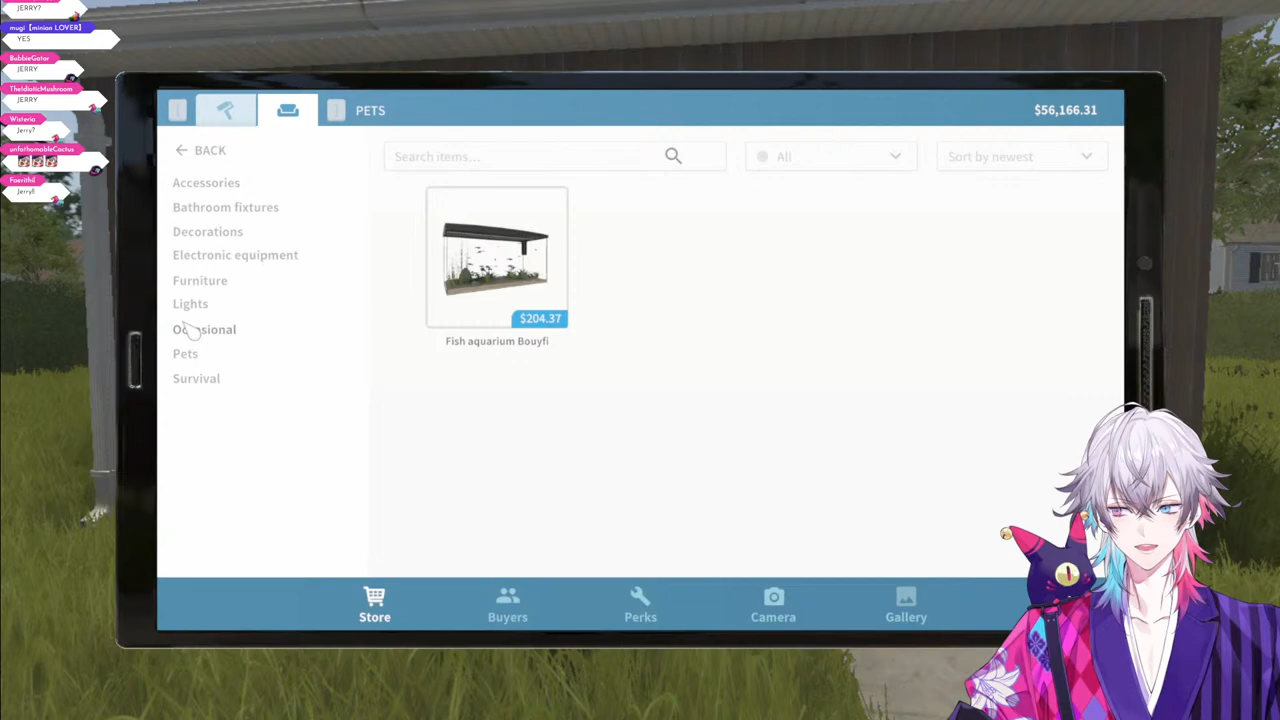 JERRY?
mugi【minion LOVER】
YES
BubbieGator
JERRY
TheIdioticMushroom
JERRY
Wisteria
Jerry?
unfathomableCactus
Faerithil
Jerry!!
PETS
$56,166.31
BACK
Search items...
All
Sort by newest
Accessories
Bathroom fixtures
Decorations
Electronic equipment
Furniture
Lights
Occasional
Pets
Survival
$204.37
Fish aquarium Bouyfi
Store
Buyers
Perks
Camera
Gallery